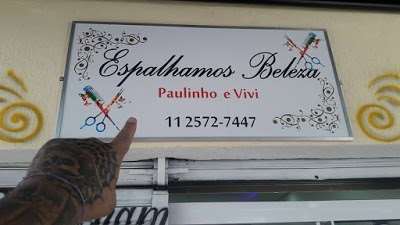 Espalhamos Beleza
Paulinho e Vivi
11 2572-7447